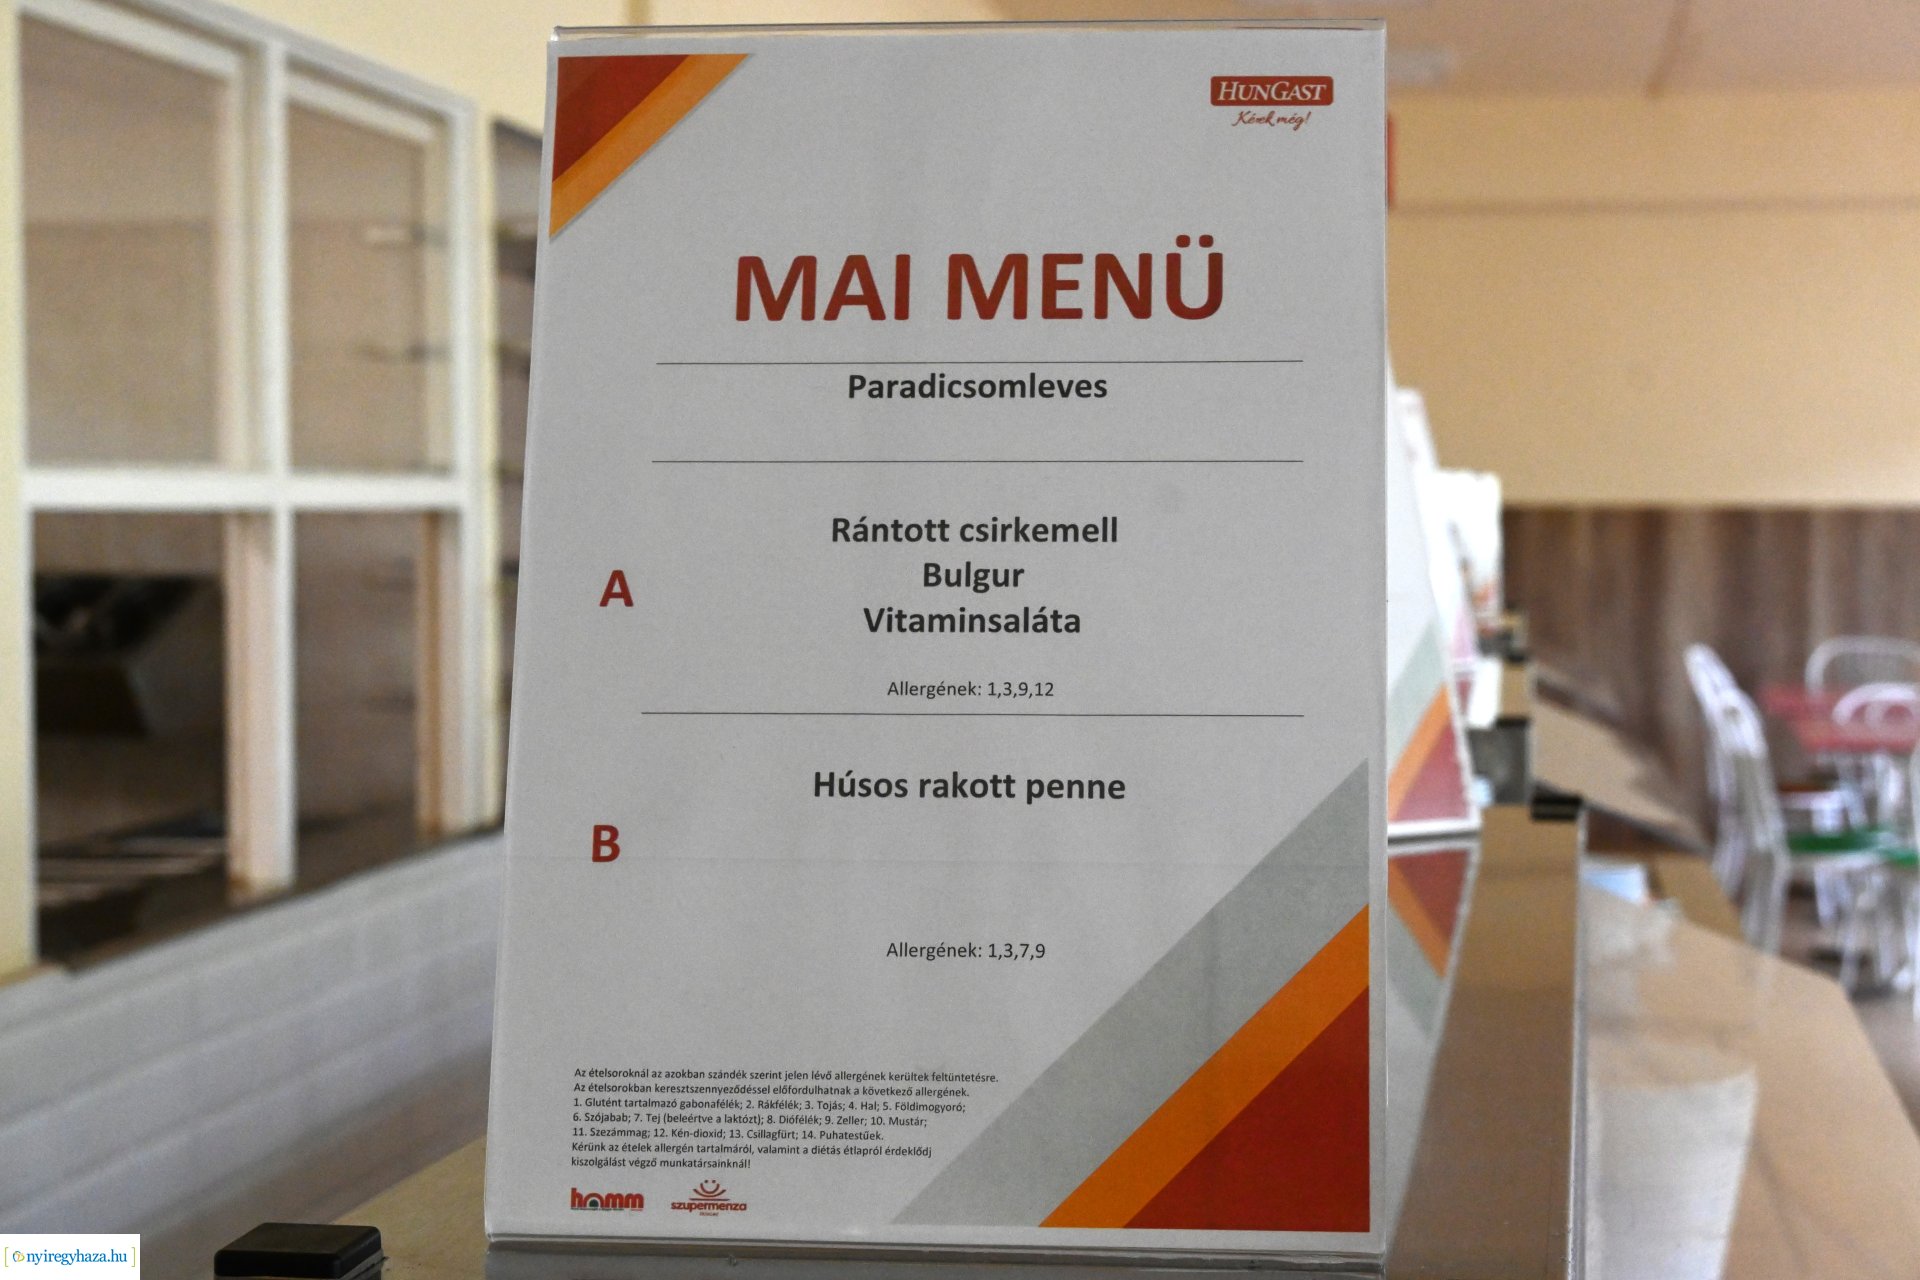 HUNGAST
Kérek még!
MAI MENÜ
Paradicsomleves
Rántott csirkemell
Bulgur
A
Vitaminsaláta
Allergének: 1,3,9,12
Húsos rakott penne
B
Allergének: 1,3,7,9
Az ételsoroknál az azokban szándék szerint jelen lévő allergének kerültek feltüntetésre.
Az ételsorokban keresztszennyeződéssel előfordulhatnak a következő allergének.
1. Glutént tartalmazó gabonafélék; 2. Rákfélék; 3. Tojás; 4. Hal; 5. Földimogyoró;
6. Szójabab; 7. Tej (beleértve a laktózt); 8. Diófélék; 9. Zeller; 10. Mustár;
11. Szezámmag; 12. Kén-dioxid; 13. Csillagfürt; 14. Puhatestűek.
Kérünk az ételek allergén tartalmáról, valamint a diétás étlapról érdeklődj
kiszolgálást végző munkatársainknál!
hamm
szupermenza
nyiregyhaza.hu